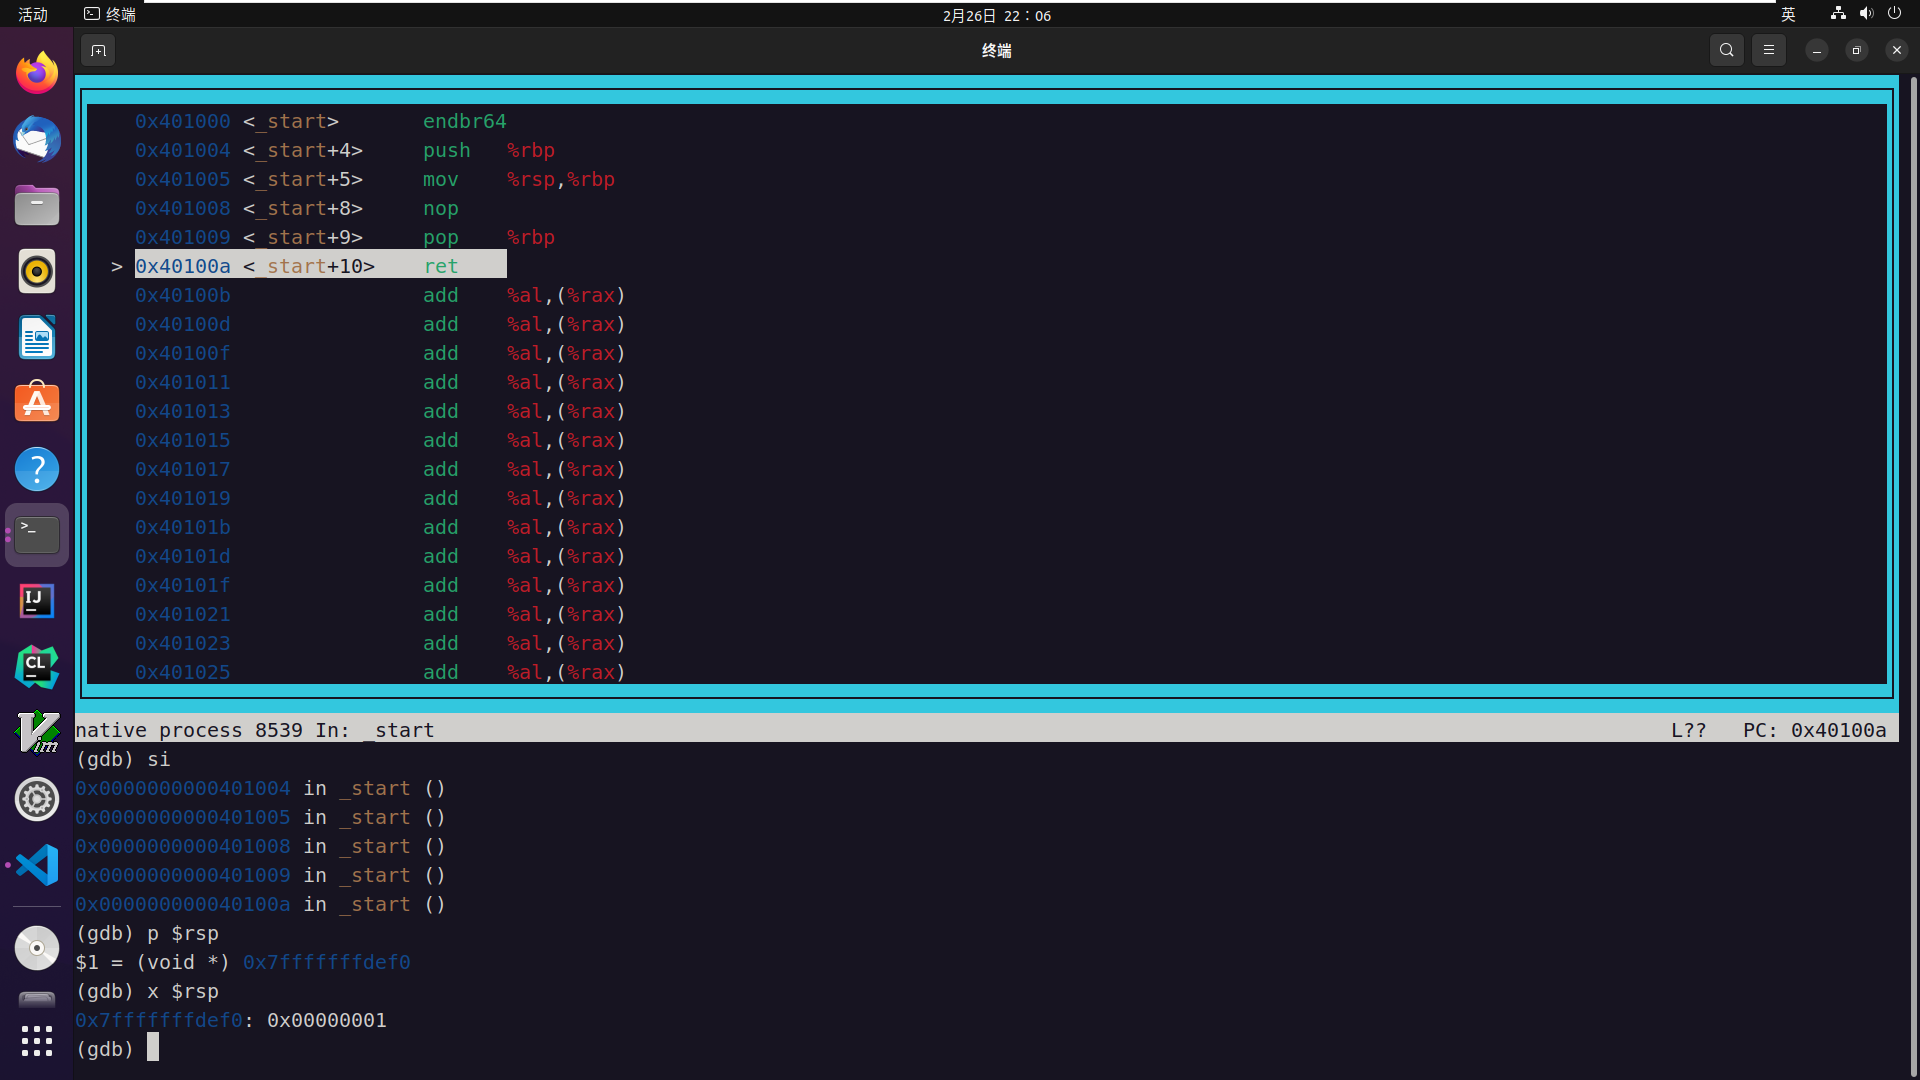 活动 终端 2月26日 22：06 英
终端
0x401000 <_start> endbr64
0x401004 <_start+4> push %rbp
0x401005 <_start+5> mov %rsp,%rbp
0x401008 <_start+8> nop
0x401009 <_start+9> pop %rbp
> 0x40100a <_start+10> ret
0x40100b add %al,(%rax)
0x40100d add %al,(%rax)
0x40100f add %al,(%rax)
0x401011 add %al,(%rax)
0x401013 add %al,(%rax)
0x401015 add %al,(%rax)
0x401017 add %al,(%rax)
0x401019 add %al,(%rax)
0x40101b add %al,(%rax)
0x40101d add %al,(%rax)
0x40101f add %al,(%rax)
0x401021 add %al,(%rax)
0x401023 add %al,(%rax)
0x401025 add %al,(%rax)
native process 8539 In: _start L?? PC: 0x40100a
(gdb) si
0x0000000000401004 in _start ()
0x0000000000401005 in _start ()
0x0000000000401008 in _start ()
0x0000000000401009 in _start ()
0x000000000040100a in _start ()
(gdb) p $rsp
$1 = (void *) 0x7fffffffdef0
(gdb) x $rsp
0x7fffffffdef0: 0x00000001
(gdb)
?
>_
IJ
CL
Vim